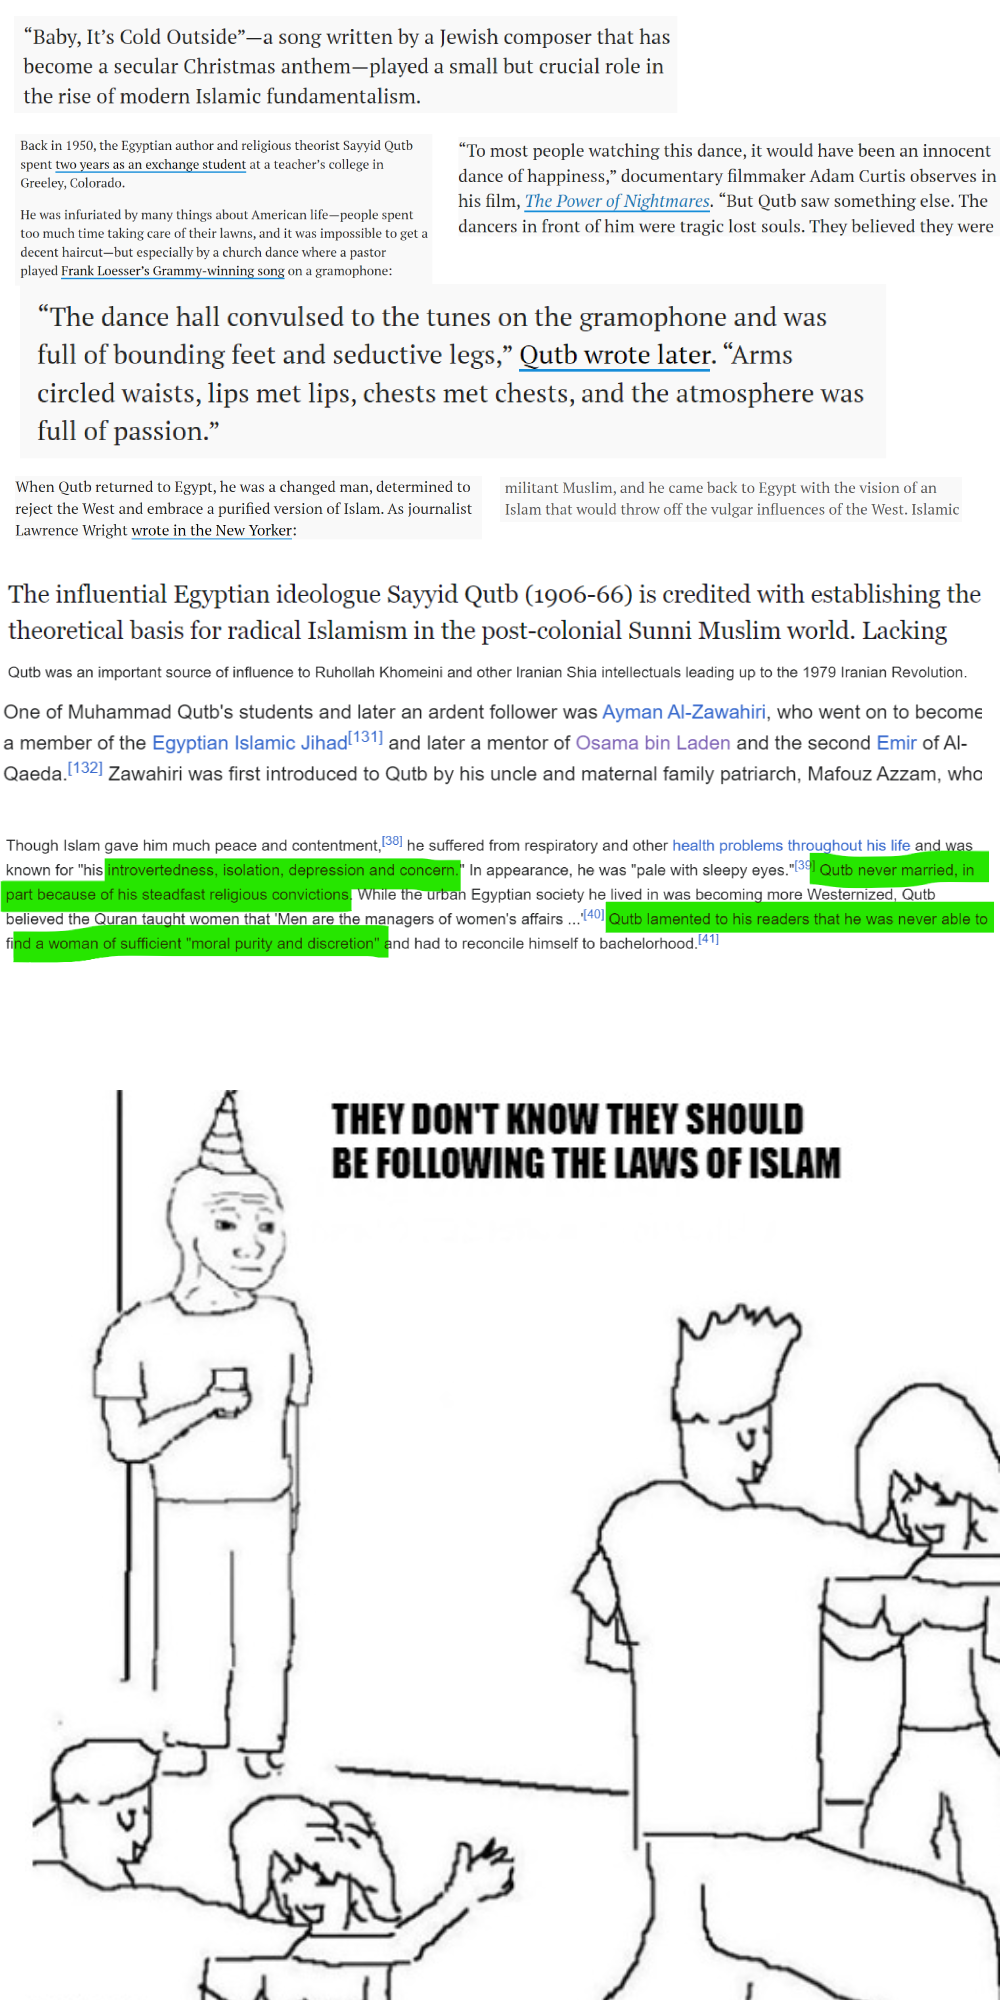 “Baby, It’s Cold Outside”—a song written by a Jewish composer that has
become a secular Christmas anthem—played a small but crucial role in
the rise of modern Islamic fundamentalism.
Back in 1950, the Egyptian author and religious theorist Sayyid Qutb
spent two years as an exchange student at a teacher’s college in
Greeley, Colorado.
He was infuriated by many things about American life—people spent
too much time taking care of their lawns, and it was impossible to get a
decent haircut—but especially by a church dance where a pastor
played Frank Loesser’s Grammy-winning song on a gramophone:
“To most people watching this dance, it would have been an innocent
dance of happiness,” documentary filmmaker Adam Curtis observes in
his film, The Power of Nightmares. “But Qutb saw something else. The
dancers in front of him were tragic lost souls. They believed they were
“The dance hall convulsed to the tunes on the gramophone and was
full of bounding feet and seductive legs,” Qutb wrote later. “Arms
circled waists, lips met lips, chests met chests, and the atmosphere was
full of passion.”
When Qutb returned to Egypt, he was a changed man, determined to
reject the West and embrace a purified version of Islam. As journalist
Lawrence Wright wrote in the New Yorker:
militant Muslim, and he came back to Egypt with the vision of an
Islam that would throw off the vulgar influences of the West. Islamic
The influential Egyptian ideologue Sayyid Qutb (1906-66) is credited with establishing the
theoretical basis for radical Islamism in the post-colonial Sunni Muslim world. Lacking
Qutb was an important source of influence to Ruhollah Khomeini and other Iranian Shia intellectuals leading up to the 1979 Iranian Revolution.
One of Muhammad Qutb's students and later an ardent follower was Ayman Al-Zawahiri, who went on to become
a member of the Egyptian Islamic Jihad[131] and later a mentor of Osama bin Laden and the second Emir of Al-
Qaeda.[132] Zawahiri was first introduced to Qutb by his uncle and maternal family patriarch, Mafouz Azzam, who
Though Islam gave him much peace and contentment,[38] he suffered from respiratory and other health problems throughout his life and was
known for "his introvertedness, isolation, depression and concern." In appearance, he was "pale with sleepy eyes."[39] Qutb never married, in
part because of his steadfast religious convictions. While the urban Egyptian society he lived in was becoming more Westernized, Qutb
believed the Quran taught women that 'Men are the managers of women's affairs ...'[40] Qutb lamented to his readers that he was never able to
find a woman of sufficient "moral purity and discretion" and had to reconcile himself to bachelorhood.[41]
THEY DON'T KNOW THEY SHOULD
BE FOLLOWING THE LAWS OF ISLAM